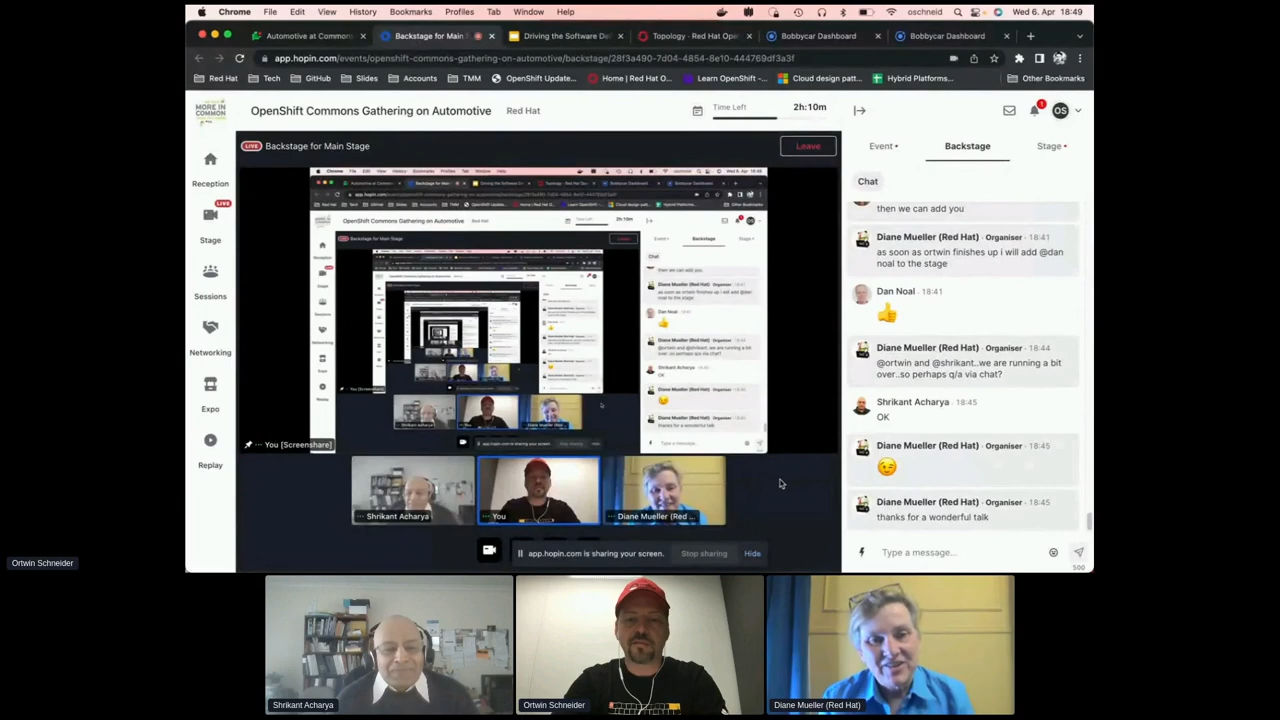 Chrome File Edit View History Bookmarks Profiles Tab Window Help
oschneid Wed 6. Apr 18:49
Automotive at Commons
Backstage for Main S
Driving the Software De
Topology - Red Hat Ope
Bobbycar Dashboard
Bobbycar Dashboard
app.hopin.com/events/openshift-commons-gathering-on-automotive/backstage/28f3a490-7d04-4854-8e10-444769df3a3f
Red Hat Tech GitHub Slides Accounts TMM OpenShift Update... Home | Red Hat O... Learn OpenShift -... Cloud design patt... Hybrid Platforms... Other Bookmarks
MORE IN COMMON
OpenShift Commons Gathering on Automotive
Red Hat
Time Left
2h:10m
1
OS
LIVE Backstage for Main Stage
Leave
Event
Backstage
Stage
Chat
Reception
LIVE
Stage
Sessions
Networking
Expo
Replay
then we can add you
Diane Mueller (Red Hat) · Organiser · 18:41
as soon as ortwin finishes up i will add @dan
noal to the stage
Dan Noal · 18:41
👍
Diane Mueller (Red Hat) · Organiser · 18:44
@ortwin and @shrikant..we are running a bit
over..so perhaps q/a via chat?
Shrikant Acharya · 18:45
OK
Diane Mueller (Red Hat) · Organiser · 18:45
😉
Diane Mueller (Red Hat) · Organiser · 18:45
thanks for a wonderful talk
Type a message...
500
You [Screenshare]
Shrikant Acharya
You
Diane Mueller (Red ...
app.hopin.com is sharing your screen.
Stop sharing
Hide
Ortwin Schneider
Shrikant Acharya
Ortwin Schneider
Diane Mueller (Red Hat)